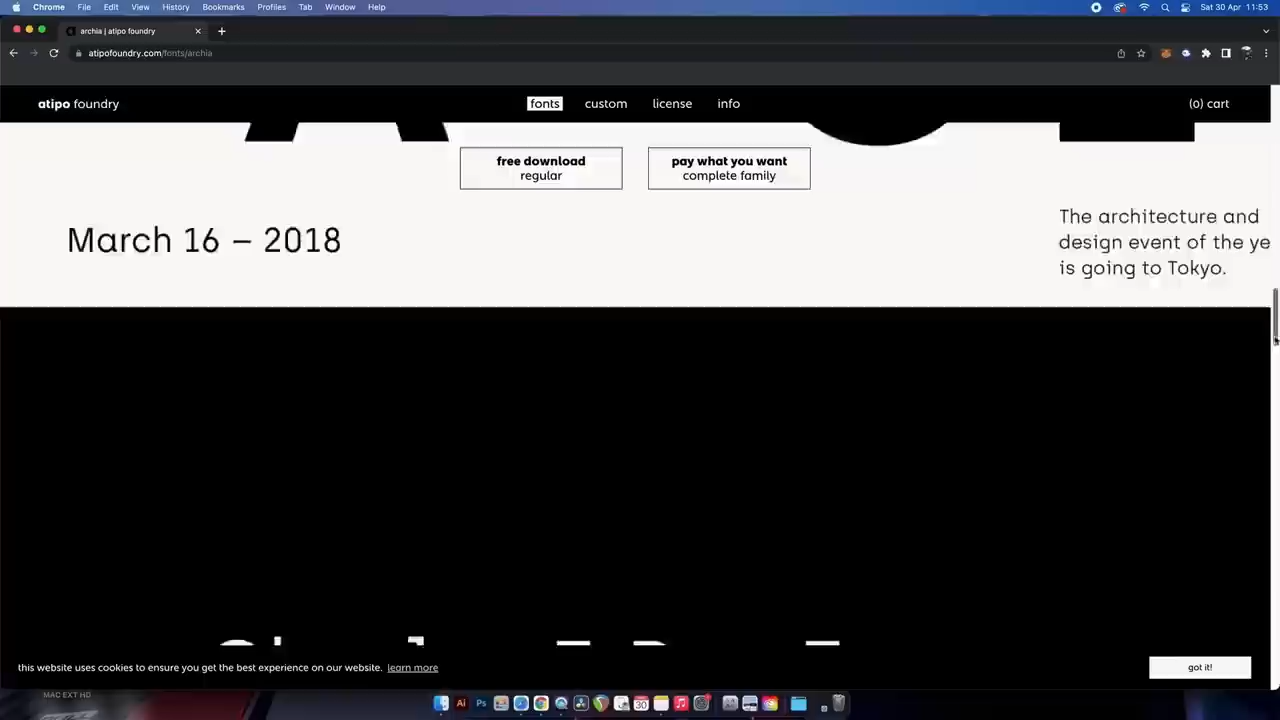 Chrome File Edit View History Bookmarks Profiles Tab Window Help Sat 30 Apr 11:53
archia | atipo foundry
atipofoundry.com/fonts/archia
atipo foundry fonts custom license info (0) cart
free download
regular
pay what you want
complete family
March 16 – 2018
The architecture and
design event of the ye
is going to Tokyo.
this website uses cookies to ensure you get the best experience on our website. learn more got it!
MAC EXT HD